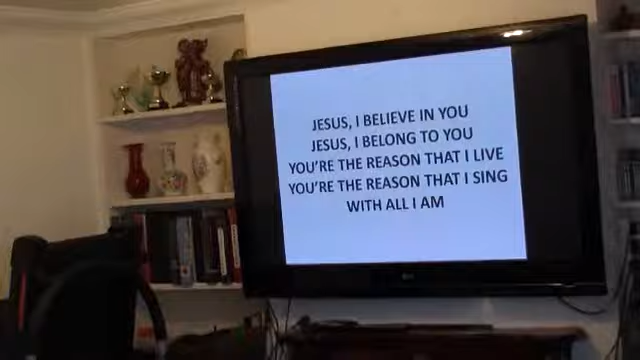 JESUS, I BELIEVE IN YOU
JESUS, I BELONG TO YOU
YOU'RE THE REASON THAT I LIVE
YOU'RE THE REASON THAT I SING
WITH ALL I AM